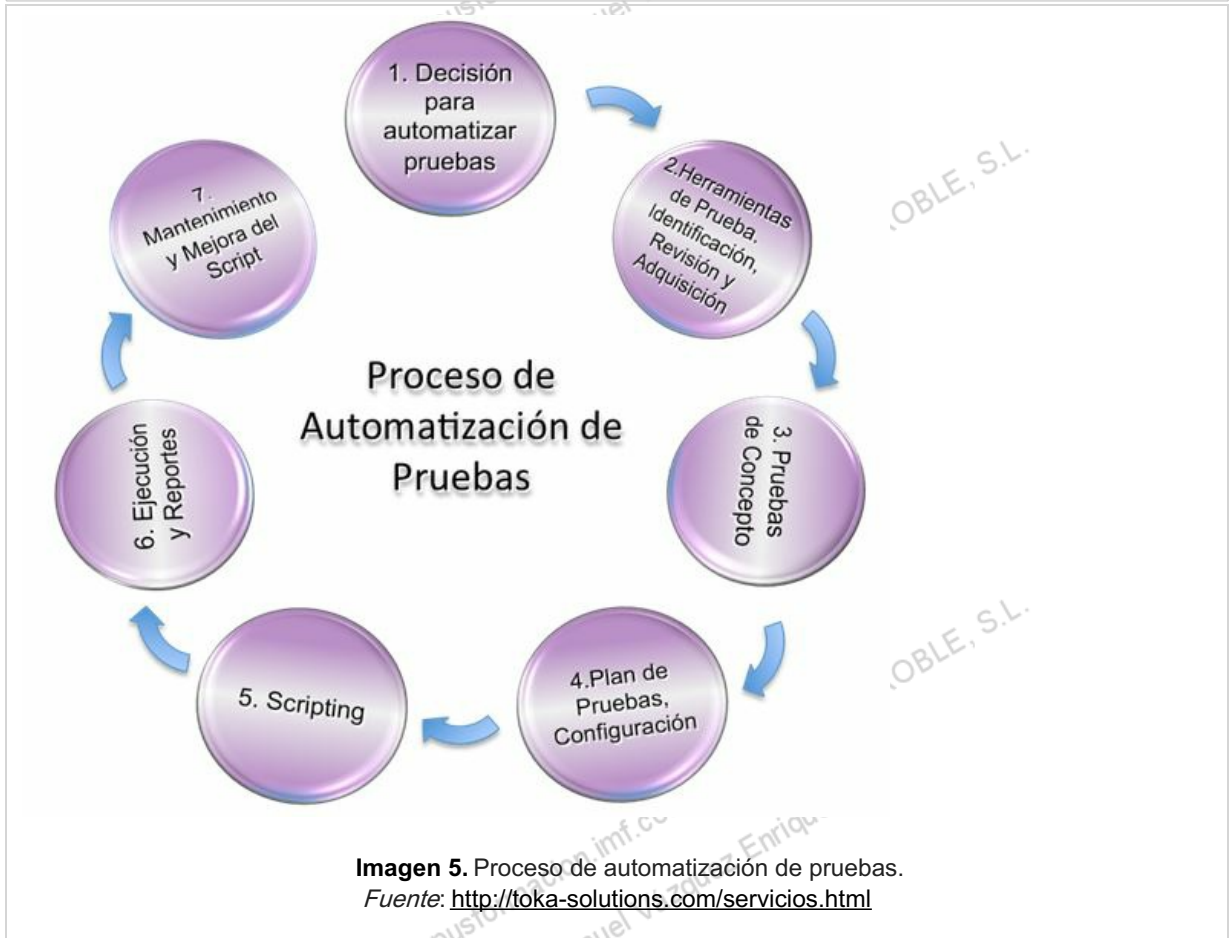 1. Decisión
para
automatizar
pruebas
2.Herramientas
de Prueba.
Identificación,
Revisión y
Adquisición
3. Pruebas
de Concepto
4.Plan de
Pruebas,
Configuración
5. Scripting
6. Ejecución
y Reportes
7.
Mantenimiento
y Mejora del
Script
Proceso de
Automatización de
Pruebas
OBLE, S.L.
OBLE, S.L.
Imagen 5. Proceso de automatización de pruebas.
Fuente: http://toka-solutions.com/servicios.html